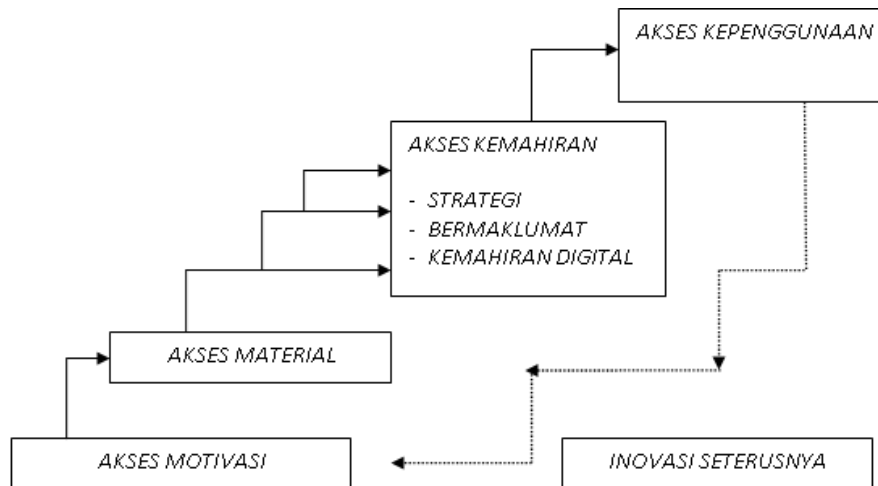 AKSES KEPENGGUNAAN
AKSES KEMAHIRAN
- STRATEGI
- BERMAKLUMAT
- KEMAHIRAN DIGITAL
AKSES MATERIAL
AKSES MOTIVASI
INOVASI SETERUSNYA